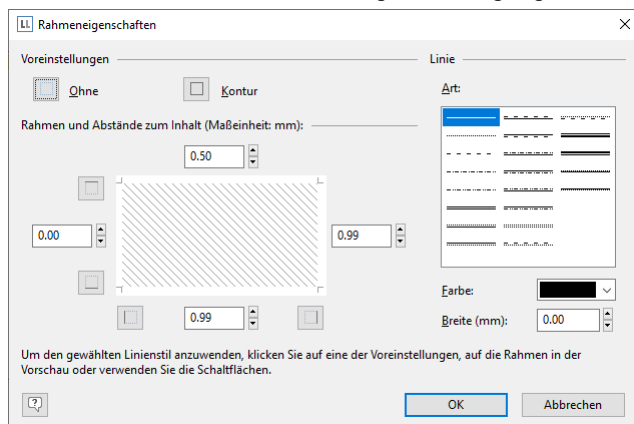 LL Rahmeneigenschaften
Voreinstellungen
Linie
Ohne
Kontur
Art:
Rahmen und Abstände zum Inhalt (Maßeinheit: mm):
0.50
0.00
0.99
0.99
Farbe:
Breite (mm):
0.00
Um den gewählten Linienstil anzuwenden, klicken Sie auf eine der Voreinstellungen, auf die Rahmen in der
Vorschau oder verwenden Sie die Schaltflächen.
?
OK
Abbrechen